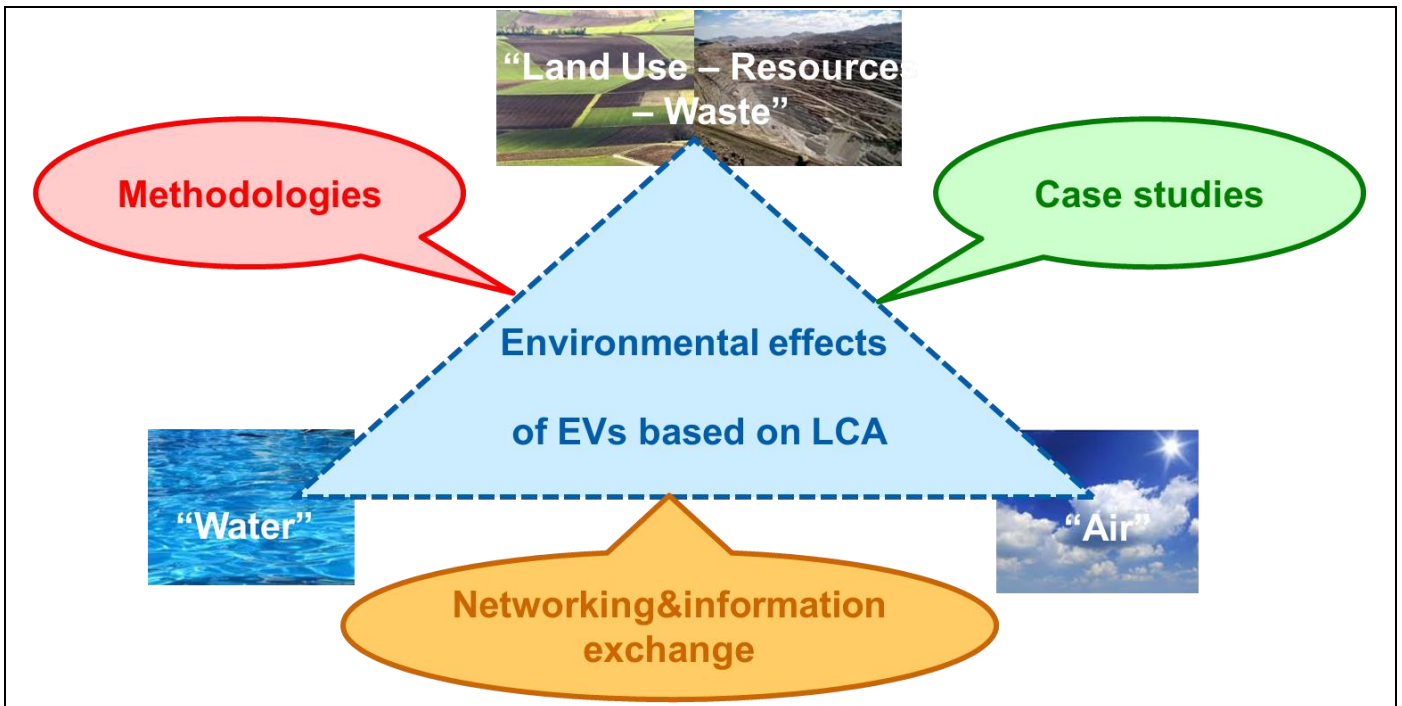 “Land Use – Resources
– Waste”
Methodologies
Case studies
Environmental effects
of EVs based on LCA
“Water”
“Air”
Networking&information
exchange